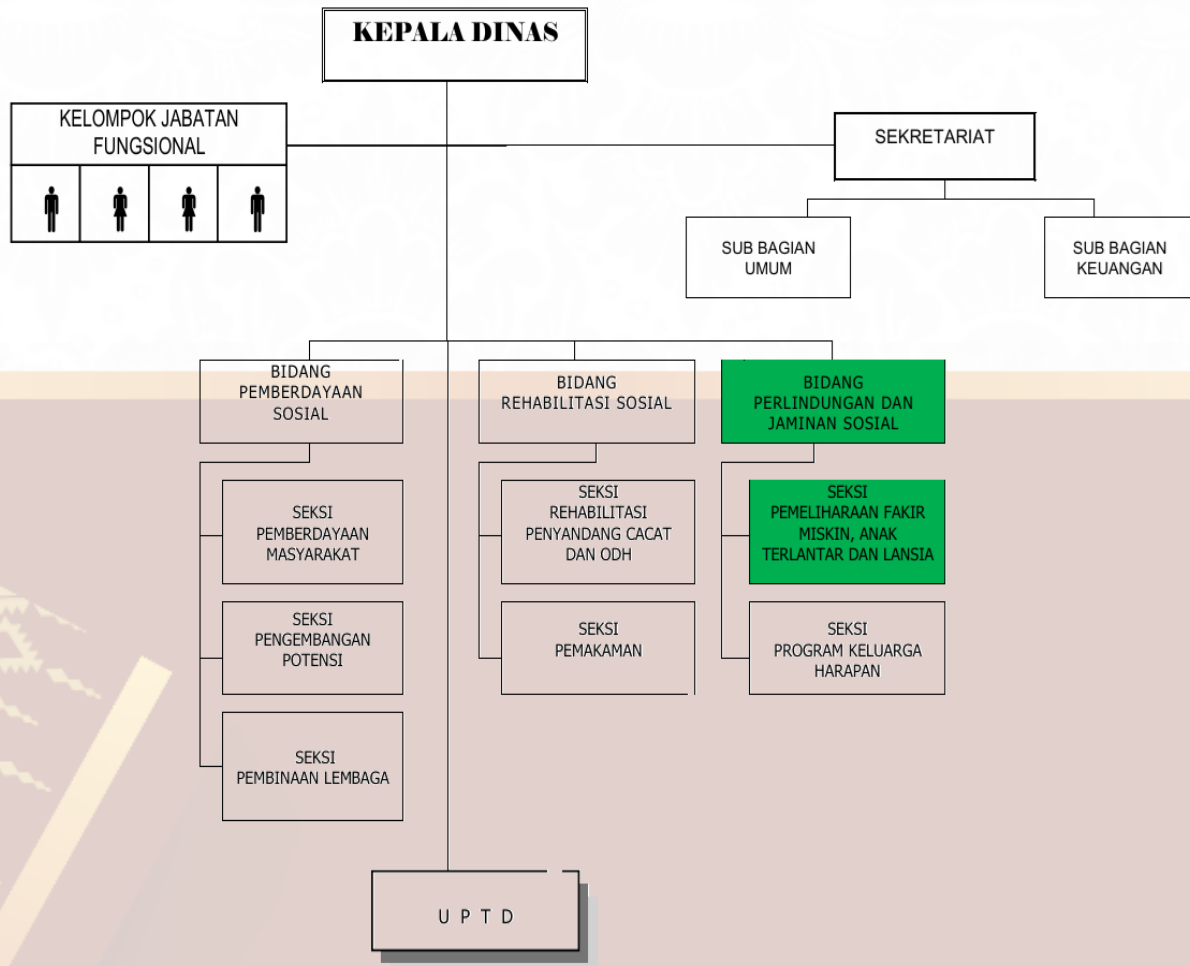 KEPALA DINAS
KELOMPOK JABATAN
FUNGSIONAL
SEKRETARIAT
SUB BAGIAN
UMUM
SUB BAGIAN
KEUANGAN
BIDANG
PEMBERDAYAAN
SOSIAL
BIDANG
REHABILITASI SOSIAL
BIDANG
PERLINDUNGAN DAN
JAMINAN SOSIAL
SEKSI
PEMBERDAYAAN
MASYARAKAT
SEKSI
REHABILITASI
PENYANDANG CACAT
DAN ODH
SEKSI
PEMELIHARAAN FAKIR
MISKIN, ANAK
TERLANTAR DAN LANSIA
SEKSI
PENGEMBANGAN
POTENSI
SEKSI
PEMAKAMAN
SEKSI
PROGRAM KELUARGA
HARAPAN
SEKSI
PEMBINAAN LEMBAGA
U P T D